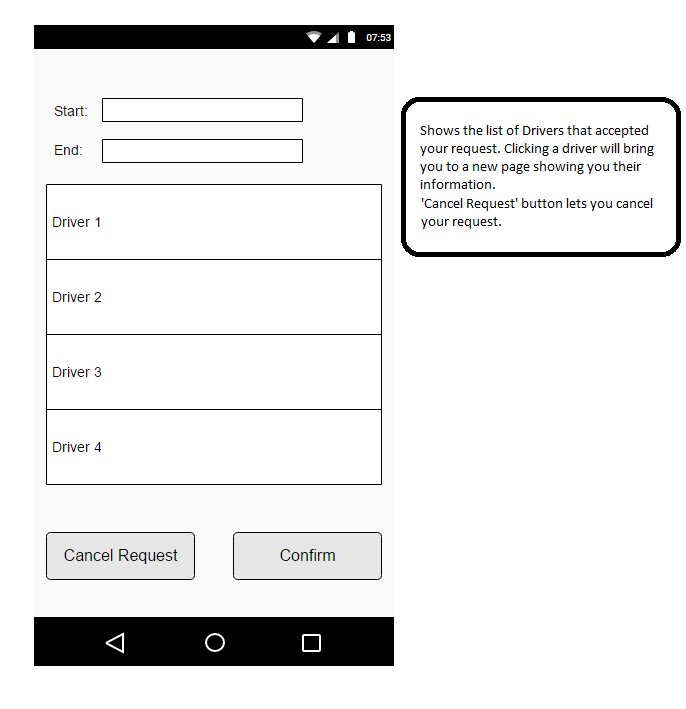 07:53
Start:
End:
Driver 1
Driver 2
Driver 3
Driver 4
Cancel Request
Confirm
Shows the list of Drivers that accepted
your request. Clicking a driver will bring
you to a new page showing you their
information.
'Cancel Request' button lets you cancel
your request.